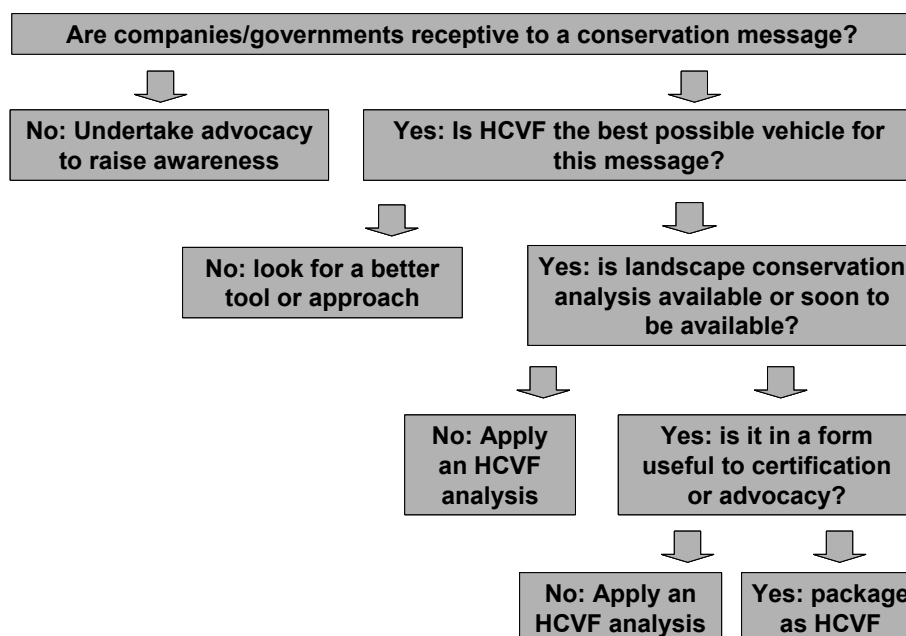 Are companies/governments receptive to a conservation message?
No: Undertake advocacy
to raise awareness
Yes: Is HCVF the best possible vehicle for
this message?
No: look for a better
tool or approach
Yes: is landscape conservation
analysis available or soon to
be available?
No: Apply
an HCVF
analysis
Yes: is it in a form
useful to certification
or advocacy?
No: Apply an
HCVF analysis
Yes: package
as HCVF